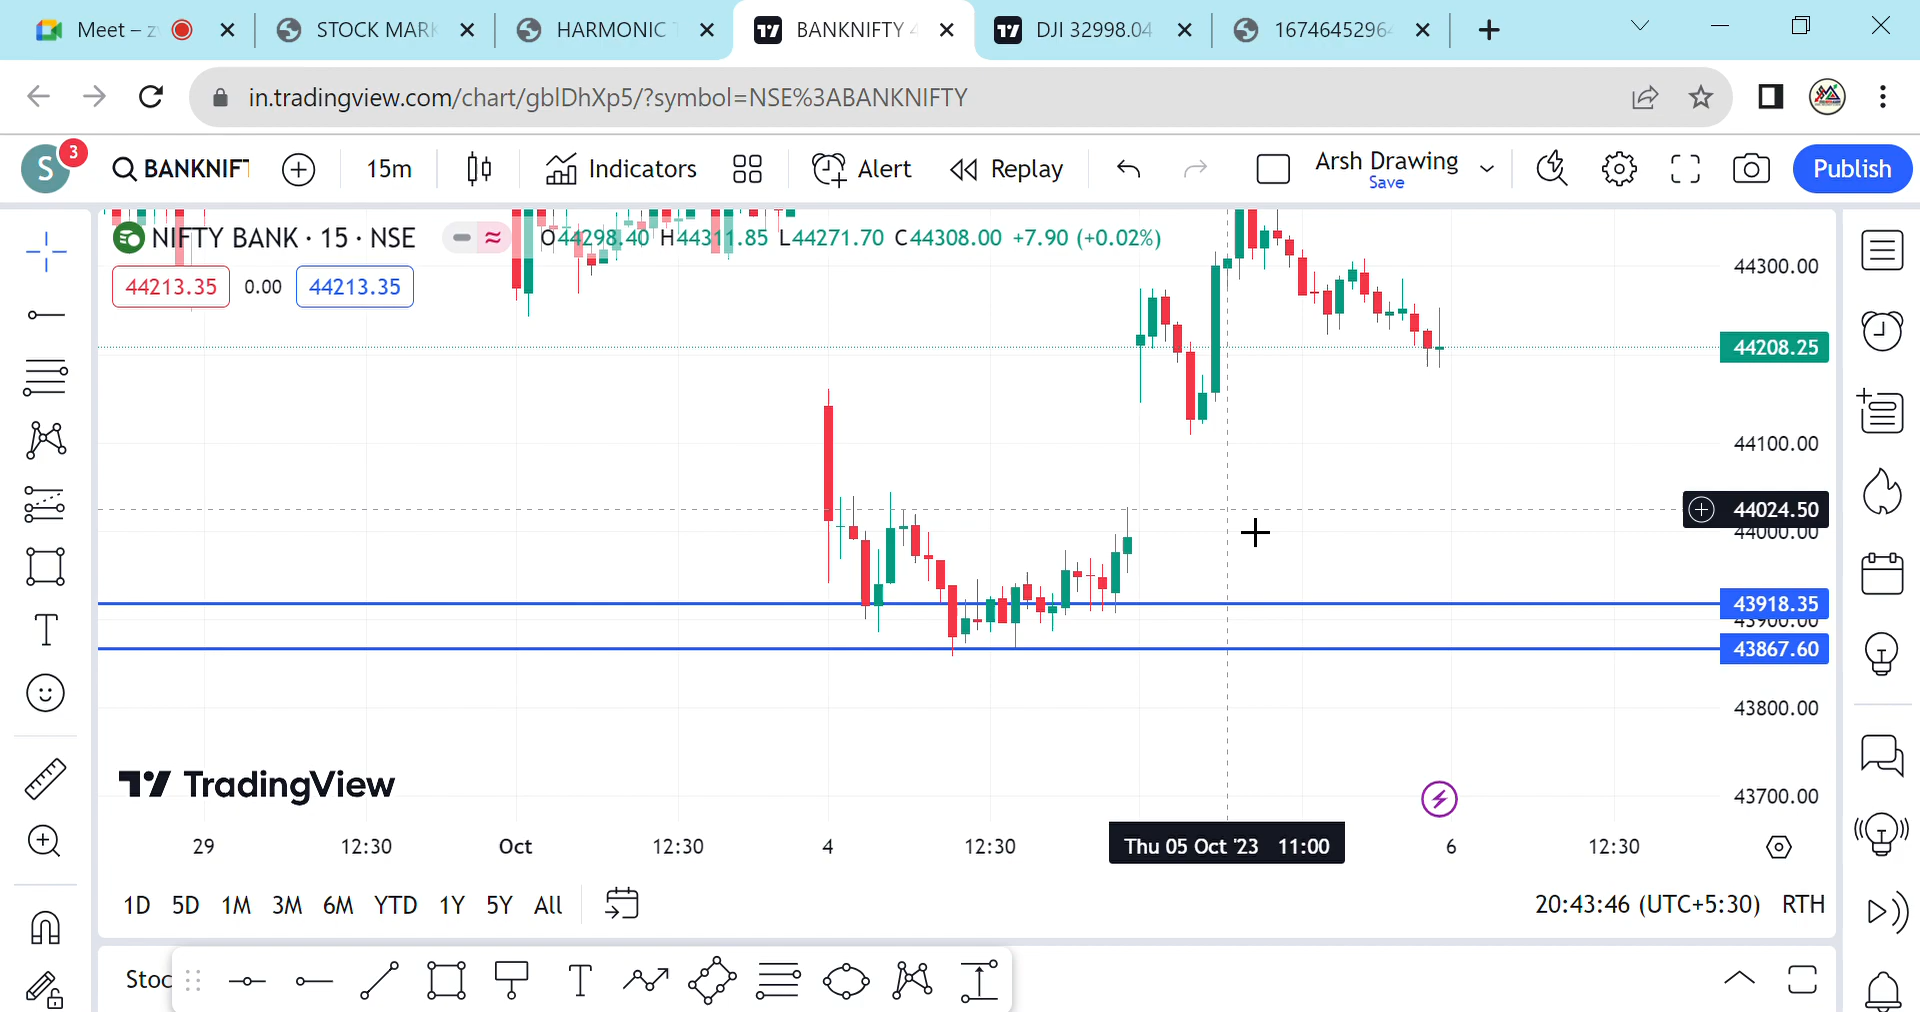 Meet – z
STOCK MARK
HARMONIC T
BANKNIFTY 4
DJI 32998.04
16746452964
in.tradingview.com/chart/gblDhXp5/?symbol=NSE%3ABANKNIFTY
S
3
BANKNIFT
15m
Indicators
Alert
Replay
Arsh Drawing
Save
Publish
NIFTY BANK · 15 · NSE
O44298.40 H44311.85 L44271.70 C44308.00 +7.90 (+0.02%)
44213.35 0.00 44213.35
44300.00
44208.25
44100.00
44024.50
44000.00
43918.35
43900.00
43867.60
43800.00
43700.00
TradingView
29 12:30 Oct 12:30 4 12:30 Thu 05 Oct '23 11:00 6 12:30
1D 5D 1M 3M 6M YTD 1Y 5Y All
20:43:46 (UTC+5:30) RTH
Stoc